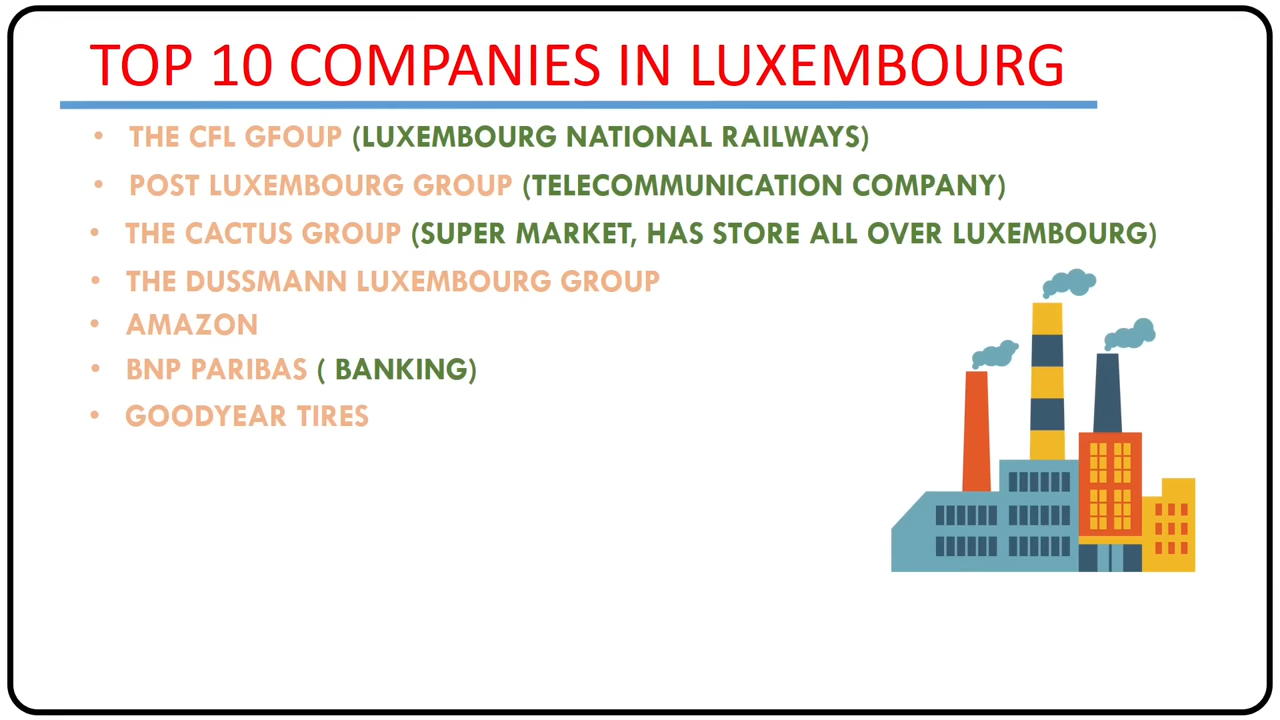 TOP 10 COMPANIES IN LUXEMBOURG
• THE CFL GFOUP (LUXEMBOURG NATIONAL RAILWAYS)
• POST LUXEMBOURG GROUP (TELECOMMUNICATION COMPANY)
• THE CACTUS GROUP (SUPER MARKET, HAS STORE ALL OVER LUXEMBOURG)
• THE DUSSMANN LUXEMBOURG GROUP
• AMAZON
• BNP PARIBAS ( BANKING)
• GOODYEAR TIRES